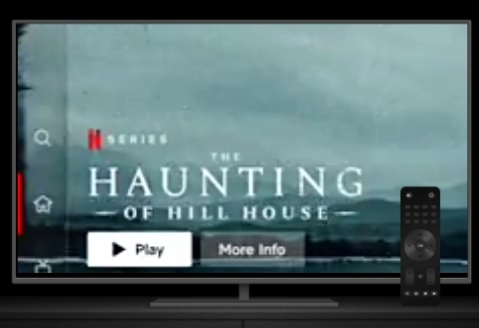 SERIES
THE
HAUNTING
OF HILL HOUSE
Play
More Info